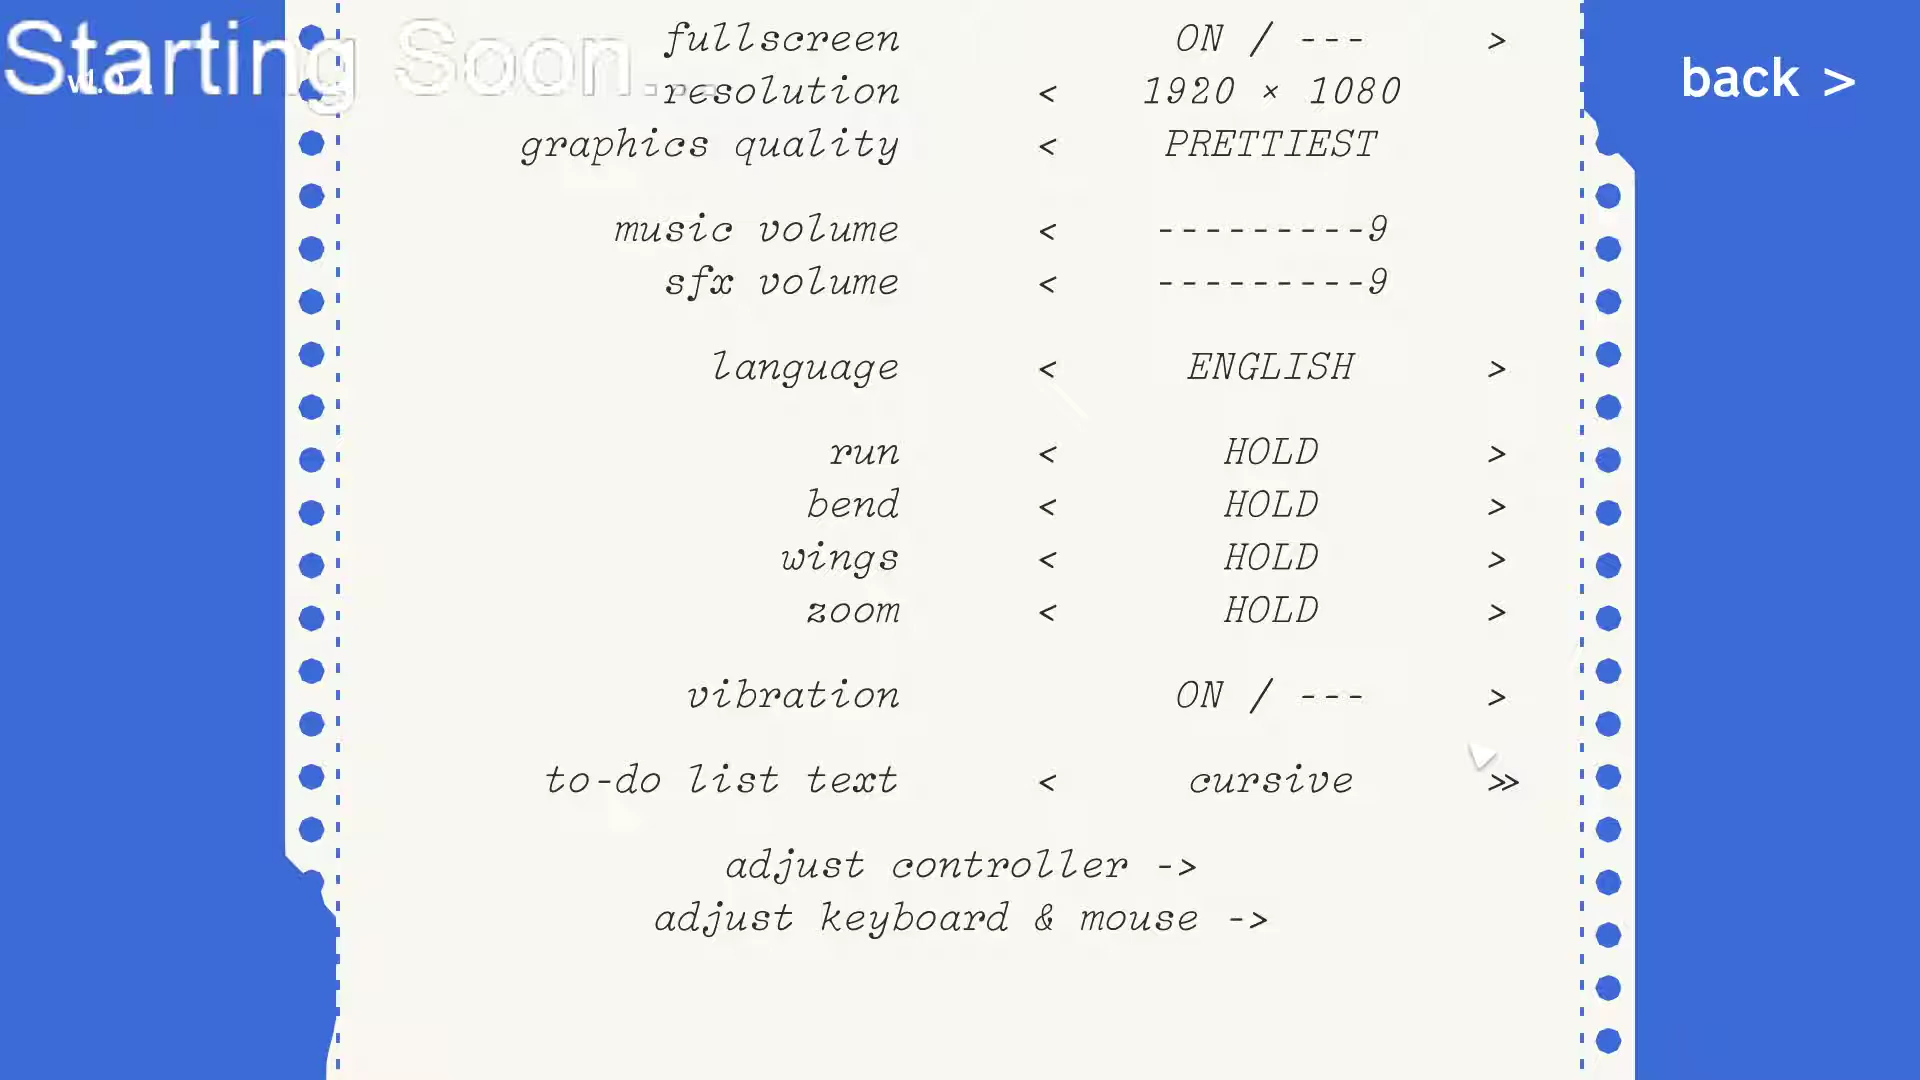 Starting Soon...
back >
fullscreen ON / --- >
resolution < 1920 × 1080
graphics quality < PRETTIEST
music volume < ---------9
sfx volume < ---------9
language < ENGLISH >
run < HOLD >
bend < HOLD >
wings < HOLD >
zoom < HOLD >
vibration ON / --- >
to-do list text < cursive >>
adjust controller ->
adjust keyboard & mouse ->